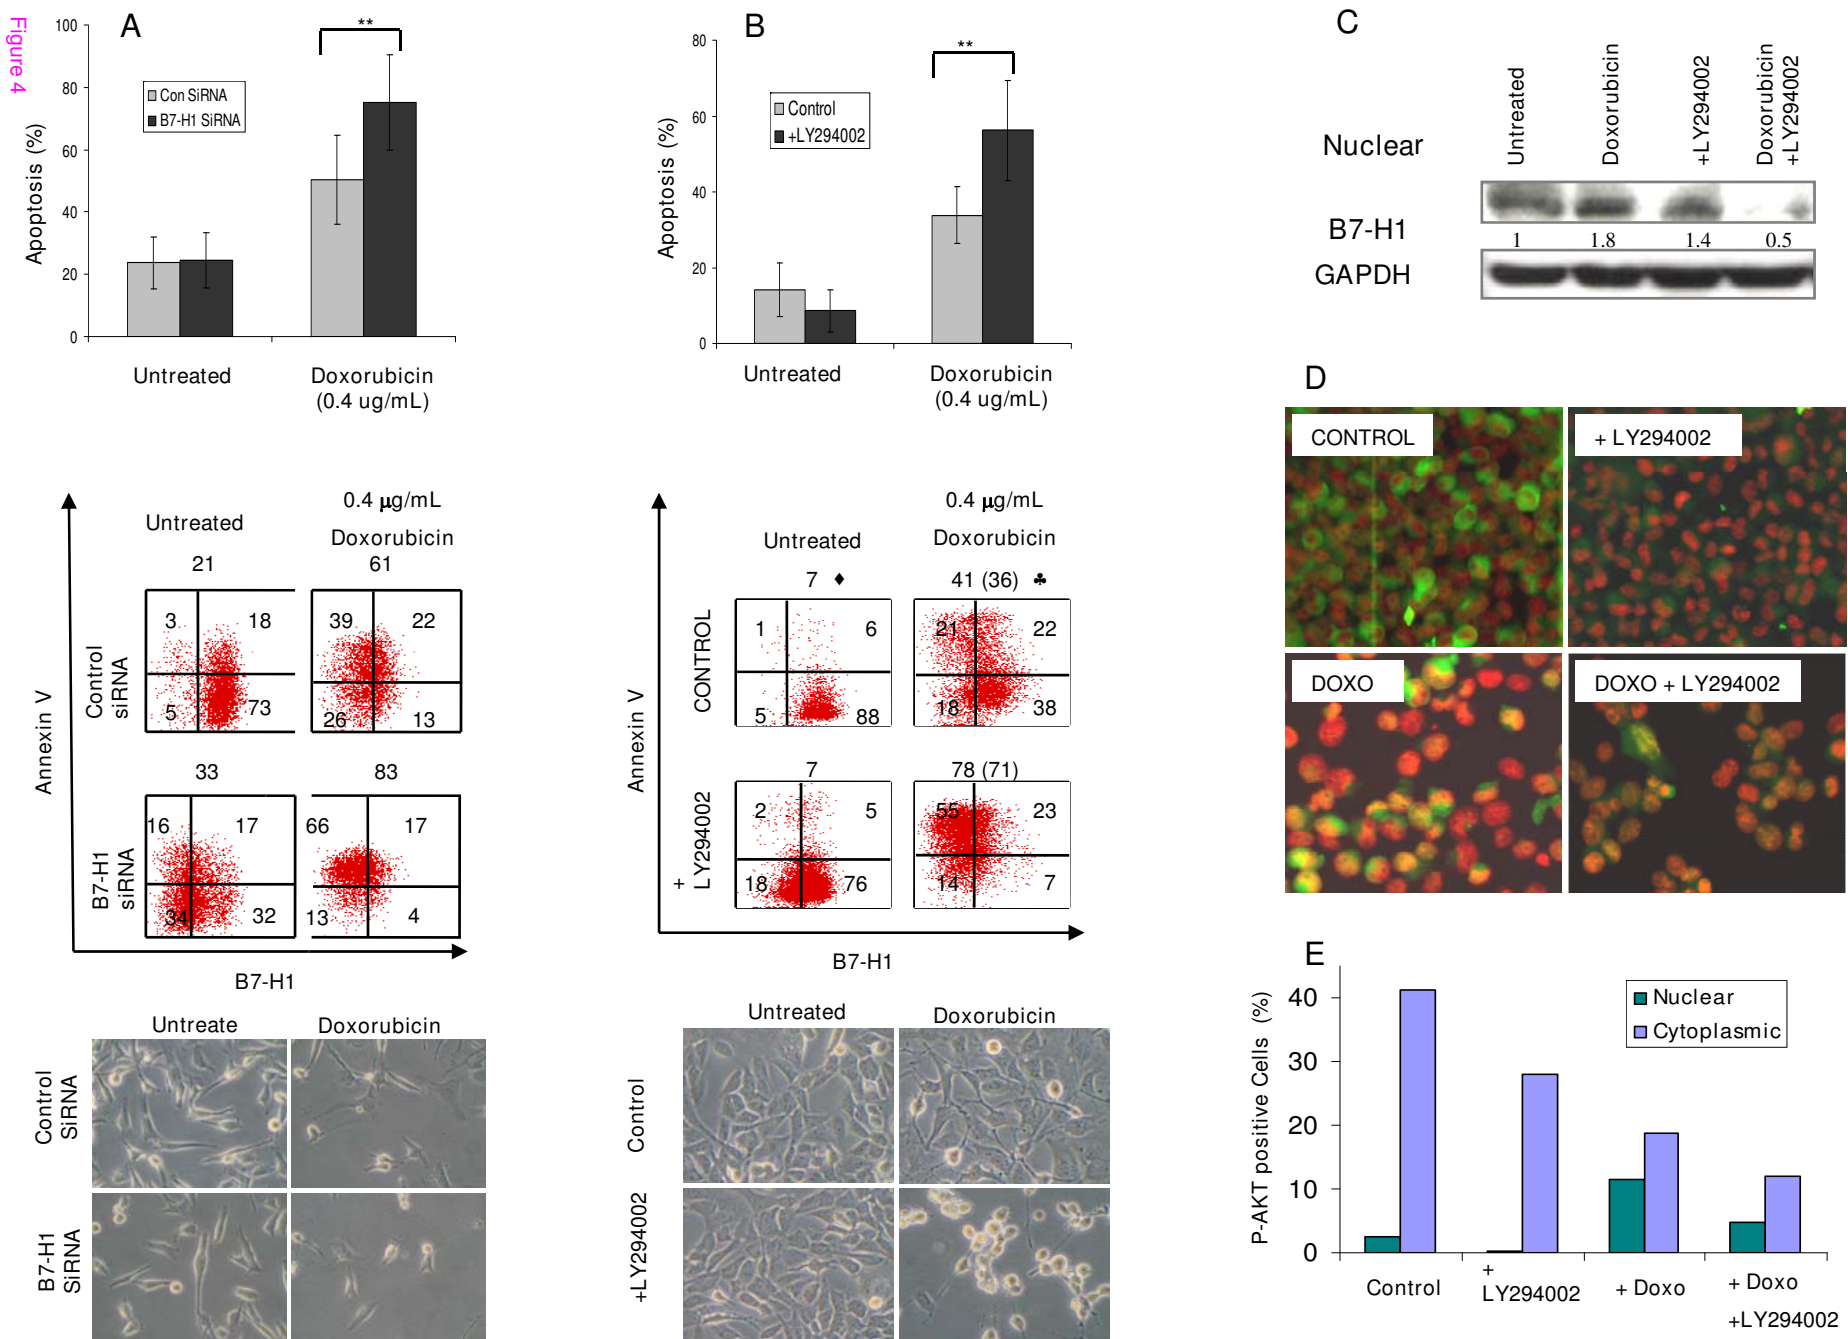 Figure 4
A
100
80
60
40
20
0
Apoptosis (%)
**
Con SiRNA
B7-H1 SiRNA
Untreated
Doxorubicin
(0.4 ug/mL)
0.4 µg/mL
Untreated
Doxorubicin
21
61
3
18
5
73
39
22
26
13
Control
siRNA
33
83
16
17
34
32
66
17
13
4
B7-H1
siRNA
Annexin V
B7-H1
Untreate
Doxorubicin
Control
SiRNA
B7-H1
SiRNA
B
80
60
40
20
0
Apoptosis (%)
**
Control
+LY294002
Untreated
Doxorubicin
(0.4 ug/mL)
0.4 µg/mL
Untreated
Doxorubicin
7 ♦
41 (36) ♣
1
6
5
88
21
22
18
38
CONTROL
7
78 (71)
2
5
18
76
55
23
14
7
+
LY294002
Annexin V
B7-H1
Untreated
Doxorubicin
Control
+LY294002
C
Untreated
Doxorubicin
+LY294002
Doxorubicin
+LY294002
Nuclear
B7-H1
1
1.8
1.4
0.5
GAPDH
D
CONTROL
+ LY294002
DOXO
DOXO + LY294002
E
40
30
20
10
0
P-AKT positive Cells (%)
Nuclear
Cytoplasmic
Control
+
LY294002
+ Doxo
+ Doxo
+LY294002